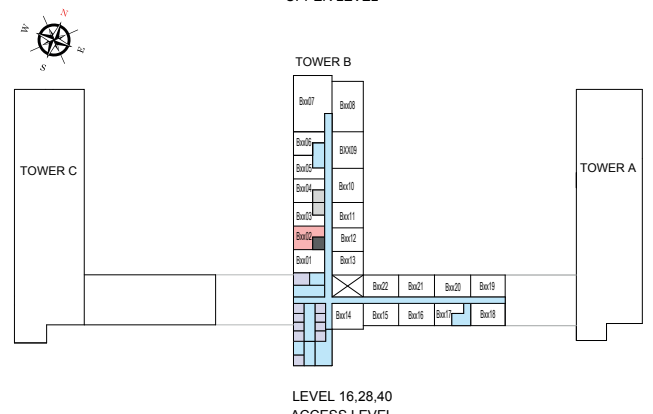 N
W
E
S
TOWER B
TOWER C
TOWER A
Bxx07
Bxx08
Bxx06
BXX09
Bxx05
Bxx04
Bxx10
Bxx03
Bxx11
Bxx02
Bxx12
Bxx01
Bxx13
Bxx22
Bxx21
Bxx20
Bxx19
Bxx14
Bxx15
Bxx16
Bxx17
Bxx18
LEVEL 16,28,40
ACCESS LEVEL